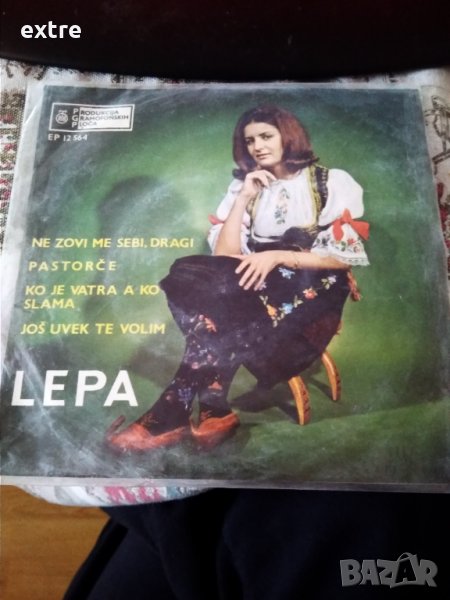 extre
PGP
PRODUKCIJA
GRAMOFONSKIH
PLOČA
EP 12 564
NE ZOVI ME SEBI, DRAGI
PASTORČE
KO JE VATRA A KO
SLAMA
JOŠ UVEK TE VOLIM
LEPA
BAZAR